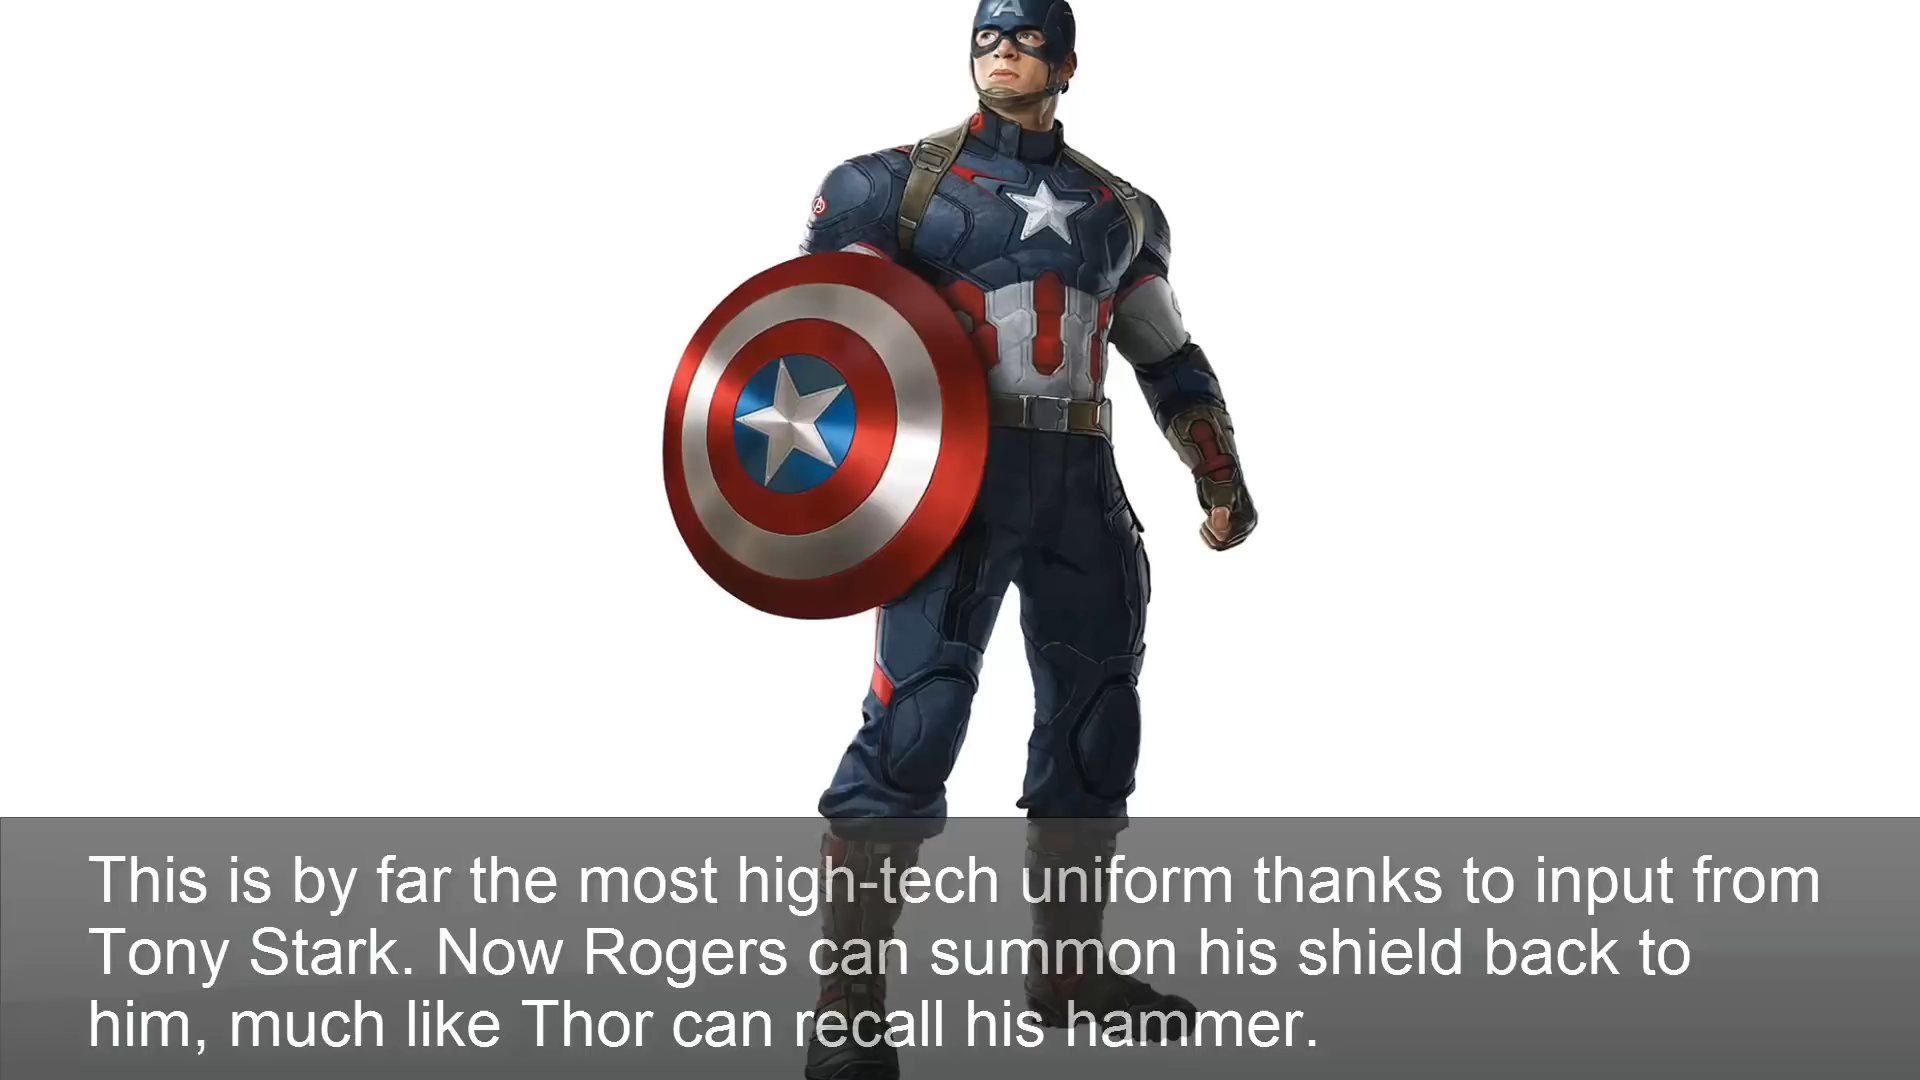 A
This is by far the most high-tech uniform thanks to input from
Tony Stark. Now Rogers can summon his shield back to
him, much like Thor can recall his hammer.